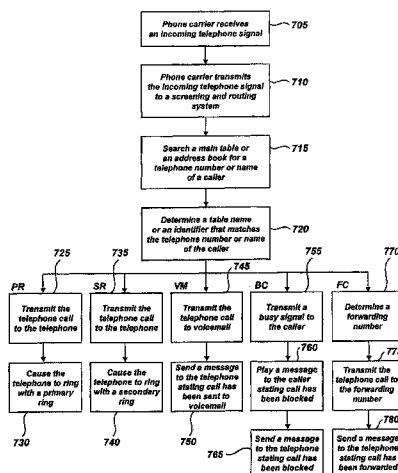 Phone carrier receives
an incoming telephone signal
705
Phone carrier transmits
the incoming telephone signal
to a screening and routing
system
710
Search a main table or
an address book for a
telephone number or name
of a caller
715
Determine a table name
or an identifier that matches
the telephone number or name
of the caller
720
725
735
745
755
770
PR
SR
VM
BC
FC
Transmit the
telephone call
to the telephone
Transmit the
telephone call
to the telephone
Transmit the
telephone call
to voicemail
Transmit a
busy signal to
the caller
Determine a
forwarding
number
760
Cause the
telephone to ring
with a primary
ring
730
Cause the
telephone to ring
with a secondary
ring
740
Send a message
to the telephone
stating call has
been sent to
voicemail
750
Play a message
to the caller
stating call has
been blocked
Transmit the
telephone call to
the forwarding
number
765
Send a message
to the telephone
stating call has
been blocked
780
Send a message
to the telephone
stating call has
been forwarded